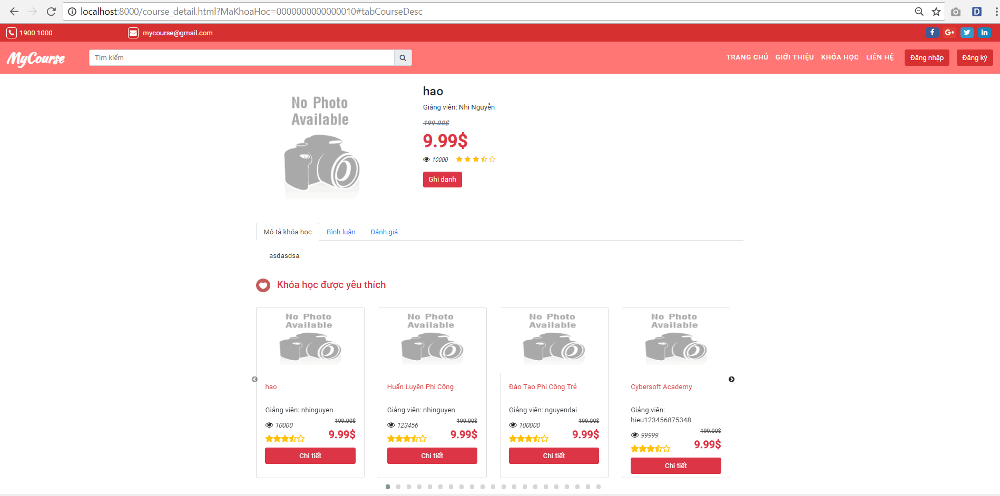 localhost:8000/course_detail.html?MaKhoaHoc=0000000000000010#tabCourseDesc
1900 1000
mycourse@gmail.com
MyCourse
Tìm kiếm
TRANG CHỦ
GIỚI THIỆU
KHÓA HỌC
LIÊN HỆ
Đăng nhập
Đăng ký
No Photo
Available
hao
Giảng viên: Nhi Nguyễn
199.00$
9.99$
10000
Ghi danh
Mô tả khóa học
Bình luận
Đánh giá
asdasdsa
Khóa học được yêu thích
No Photo
Available
hao
Giảng viên: nhinguyen
10000
199.00$
9.99$
Chi tiết
No Photo
Available
Huấn Luyện Phi Công
Giảng viên: nhinguyen
123456
199.00$
9.99$
Chi tiết
No Photo
Available
Đào Tạo Phi Công Trẻ
Giảng viên: nguyendai
100000
199.00$
9.99$
Chi tiết
No Photo
Available
Cybersoft Academy
Giảng viên:
hieu123456875348
99999
199.00$
9.99$
Chi tiết